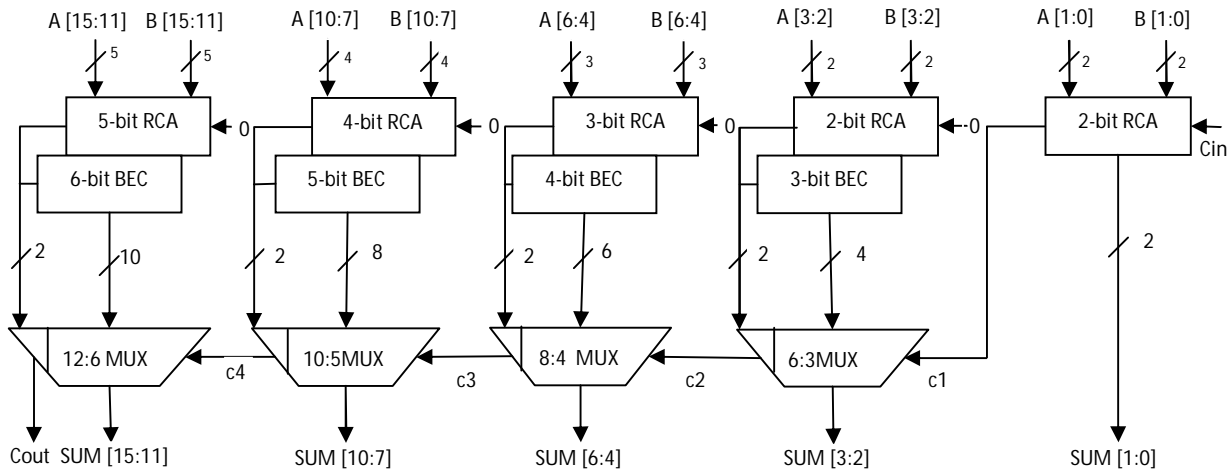 A [15:11] B [15:11] A [10:7] B [10:7] A [6:4] B [6:4] A [3:2] B [3:2] A [1:0] B [1:0]
5 5 4 4 3 3 2 2 2 2
5-bit RCA 0 4-bit RCA 0 3-bit RCA 0 2-bit RCA 0 2-bit RCA
Cin
6-bit BEC 5-bit BEC 4-bit BEC 3-bit BEC
2 10 2 8 2 6 2 4 2
12:6 MUX 10:5MUX 8:4 MUX 6:3MUX
c4 c3 c2 c1
Cout SUM [15:11] SUM [10:7] SUM [6:4] SUM [3:2] SUM [1:0]